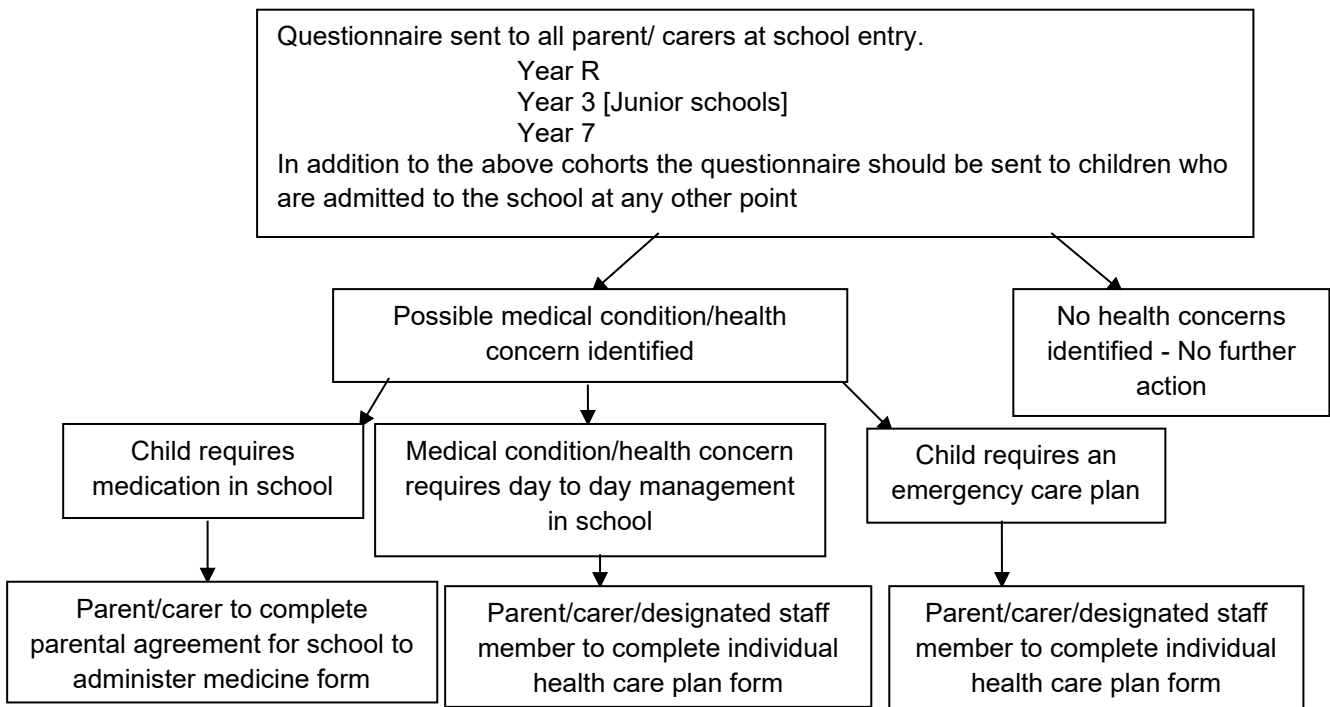 Questionnaire sent to all parent/ carers at school entry.
Year R
Year 3 [Junior schools]
Year 7
In addition to the above cohorts the questionnaire should be sent to children who
are admitted to the school at any other point
Possible medical condition/health
concern identified
No health concerns
identified - No further
action
Child requires
medication in school
Medical condition/health concern
requires day to day management
in school
Child requires an
emergency care plan
Parent/carer to complete
parental agreement for school to
administer medicine form
Parent/carer/designated staff
member to complete individual
health care plan form
Parent/carer/designated staff
member to complete individual
health care plan form